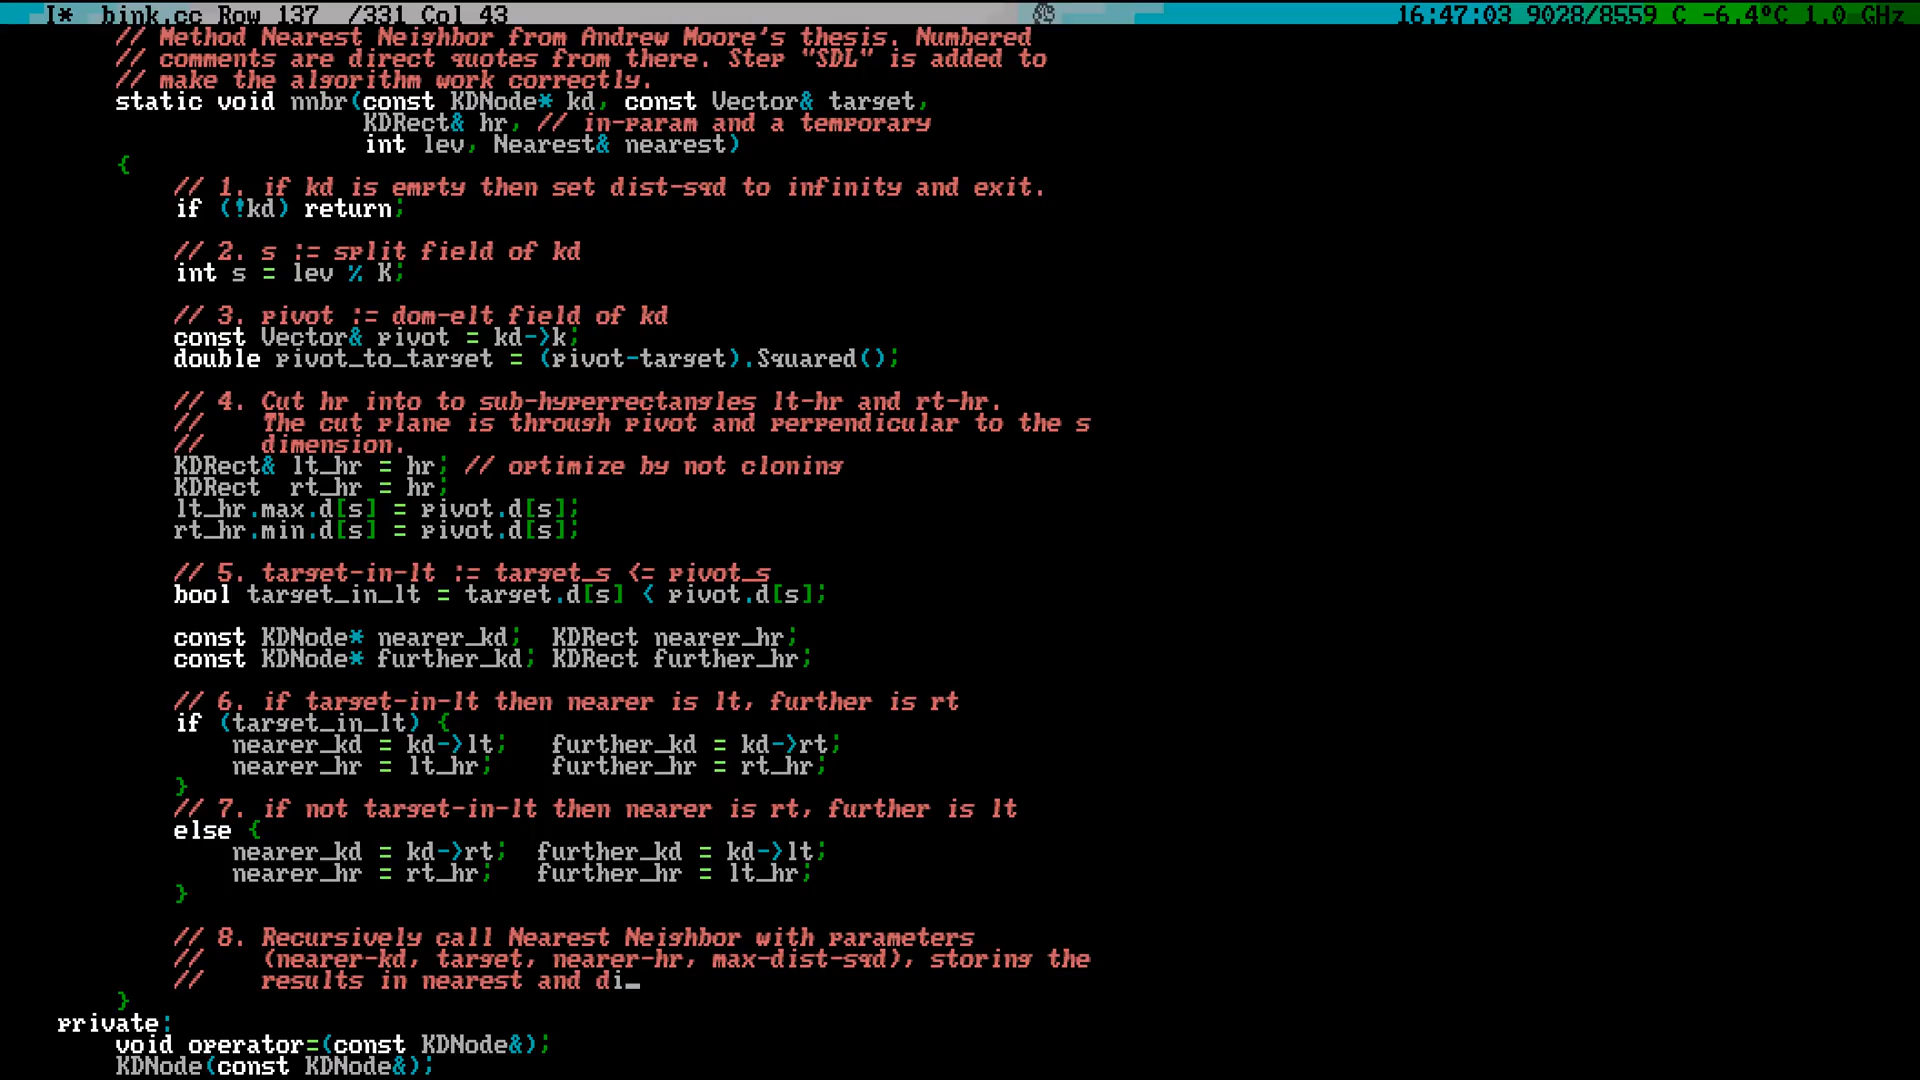 I* bink.cc Row 137 /331 Col 43 16:47:03 9028/8559 C -6.4ºC 1.0 GHz
// Method Nearest Neighbor from Andrew Moore's thesis. Numbered
// comments are direct quotes from there. Step "SDL" is added to
// make the algorithm work correctly.
static void nnbr(const KDNode* kd, const Vector& target,
KDRect& hr, // in-param and a temporary
int lev, Nearest& nearest)
{
// 1. if kd is empty then set dist-sqd to infinity and exit.
if (!kd) return;
// 2. s := split field of kd
int s = lev % K;
// 3. pivot := dom-elt field of kd
const Vector& pivot = kd->k;
double pivot_to_target = (pivot-target).Squared();
// 4. Cut hr into to sub-hyperrectangles lt-hr and rt-hr.
// The cut plane is through pivot and perpendicular to the s
// dimension.
KDRect& lt_hr = hr; // optimize by not cloning
KDRect rt_hr = hr;
lt_hr.max.d[s] = pivot.d[s];
rt_hr.min.d[s] = pivot.d[s];
// 5. target-in-lt := target_s <= pivot_s
bool target_in_lt = target.d[s] < pivot.d[s];
const KDNode* nearer_kd; KDRect nearer_hr;
const KDNode* further_kd; KDRect further_hr;
// 6. if target-in-lt then nearer is lt, further is rt
if (target_in_lt) {
nearer_kd = kd->lt; further_kd = kd->rt;
nearer_hr = lt_hr; further_hr = rt_hr;
}
// 7. if not target-in-lt then nearer is rt, further is lt
else {
nearer_kd = kd->rt; further_kd = kd->lt;
nearer_hr = rt_hr; further_hr = lt_hr;
}
// 8. Recursively call Nearest Neighbor with parameters
// (nearer-kd, target, nearer-hr, max-dist-sqd), storing the
// results in nearest and di
}
private:
void operator=(const KDNode&);
KDNode(const KDNode&);